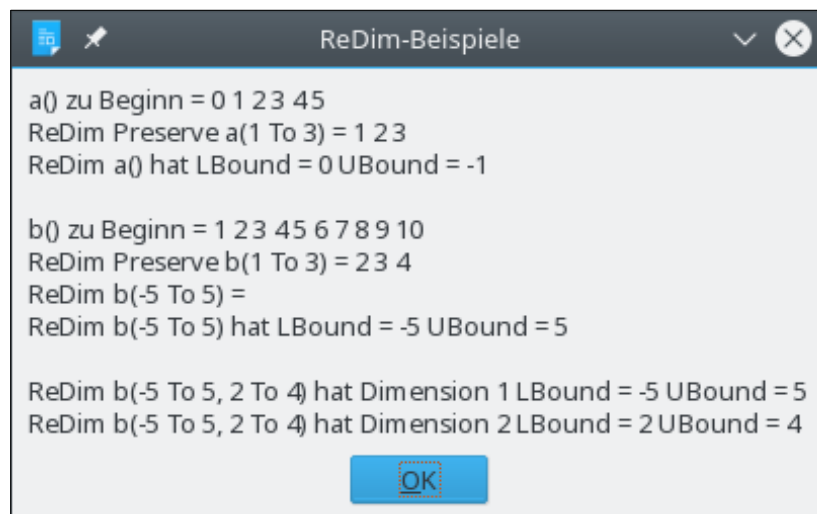 ReDim-Beispiele
a() zu Beginn = 0 1 2 3 4 5
ReDim Preserve a(1 To 3) = 1 2 3
ReDim a() hat LBound = 0 UBound = -1
b() zu Beginn = 1 2 3 4 5 6 7 8 9 10
ReDim Preserve b(1 To 3) = 2 3 4
ReDim b(-5 To 5) =
ReDim b(-5 To 5) hat LBound = -5 UBound = 5
ReDim b(-5 To 5, 2 To 4) hat Dimension 1 LBound = -5 UBound = 5
ReDim b(-5 To 5, 2 To 4) hat Dimension 2 LBound = 2 UBound = 4
OK